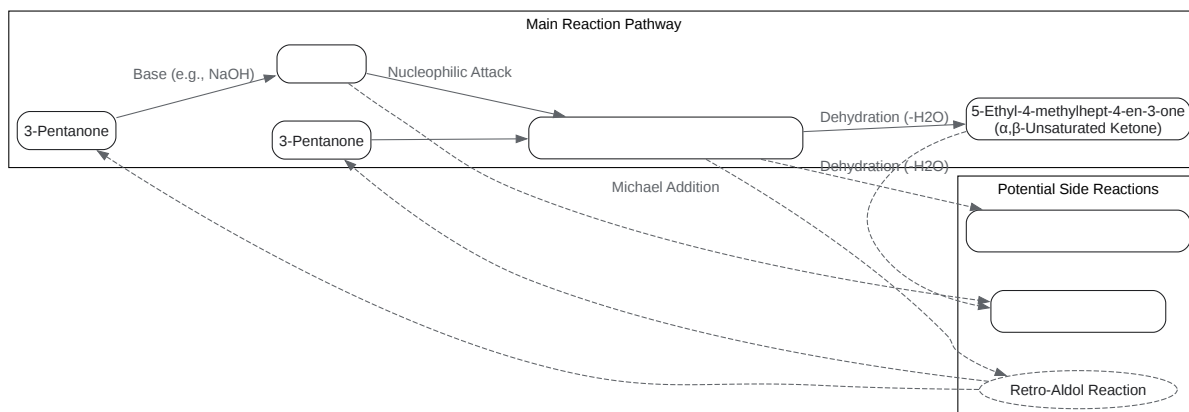 Main Reaction Pathway
Base (e.g., NaOH)
Nucleophilic Attack
3-Pentanone
3-Pentanone
Dehydration (-H2O)
5-Ethyl-4-methylhept-4-en-3-one
(α,β-Unsaturated Ketone)
Dehydration (-H2O)
Michael Addition
Potential Side Reactions
Retro-Aldol Reaction